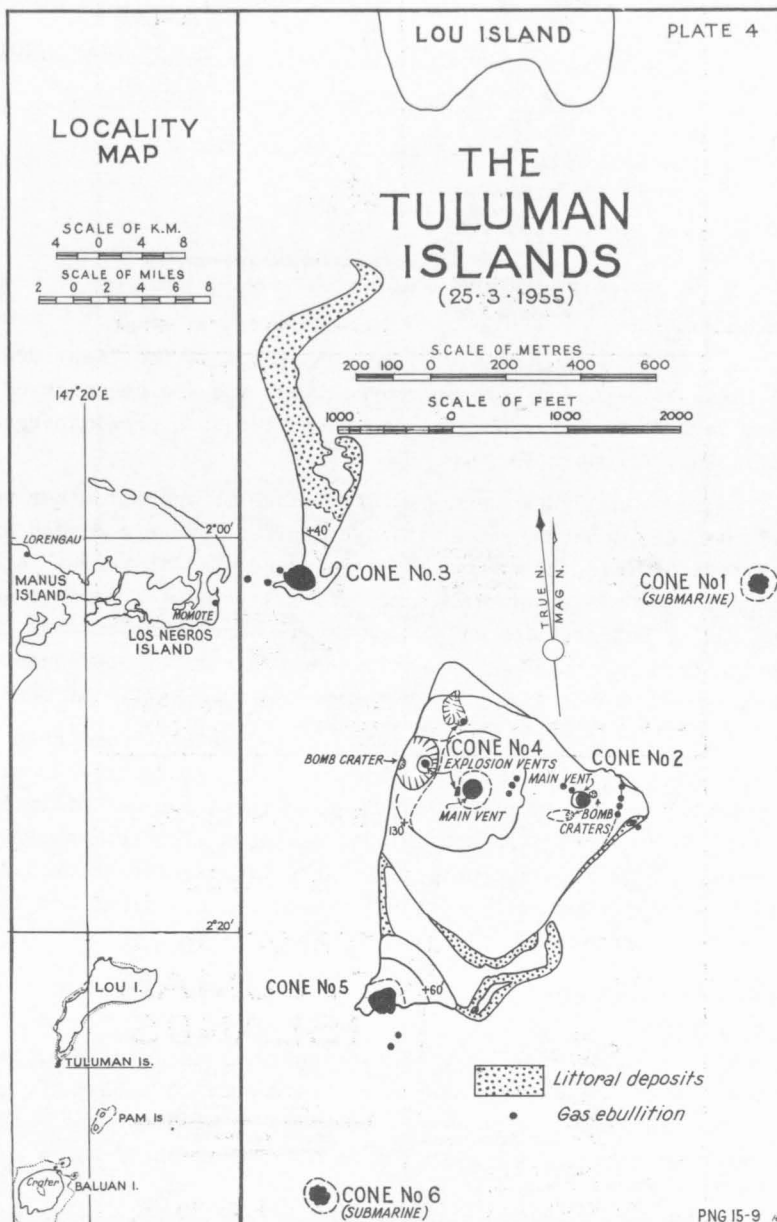 PLATE 4
LOU ISLAND
LOCALITY
MAP
SCALE OF K.M.
4 0 4 8
SCALE OF MILES
2 0 2 4 6 8
THE
TULUMAN
ISLANDS
(25·3·1955)
SCALE OF METRES
200 100 0 200 400 600
SCALE OF FEET
1000 0 1000 2000
147° 20'E
2°00'
LORENGAU
MANUS
ISLAND
MOMOTE
LOS NEGROS
ISLAND
+40'
CONE No.3
TRUE N.
MAG N.
CONE No1
(SUBMARINE)
CONE No4
EXPLOSION VENTS
BOMB CRATER
MAIN VENT
130'
CONE No2
MAIN VENT
BOMB
CRATERS
2°20'
LOU I.
TULUMAN Is.
PAM Is
Crater
BALUAN I.
CONE No5
+60'
Littoral deposits
Gas ebullition
CONE No6
(SUBMARINE)
PNG 15-9